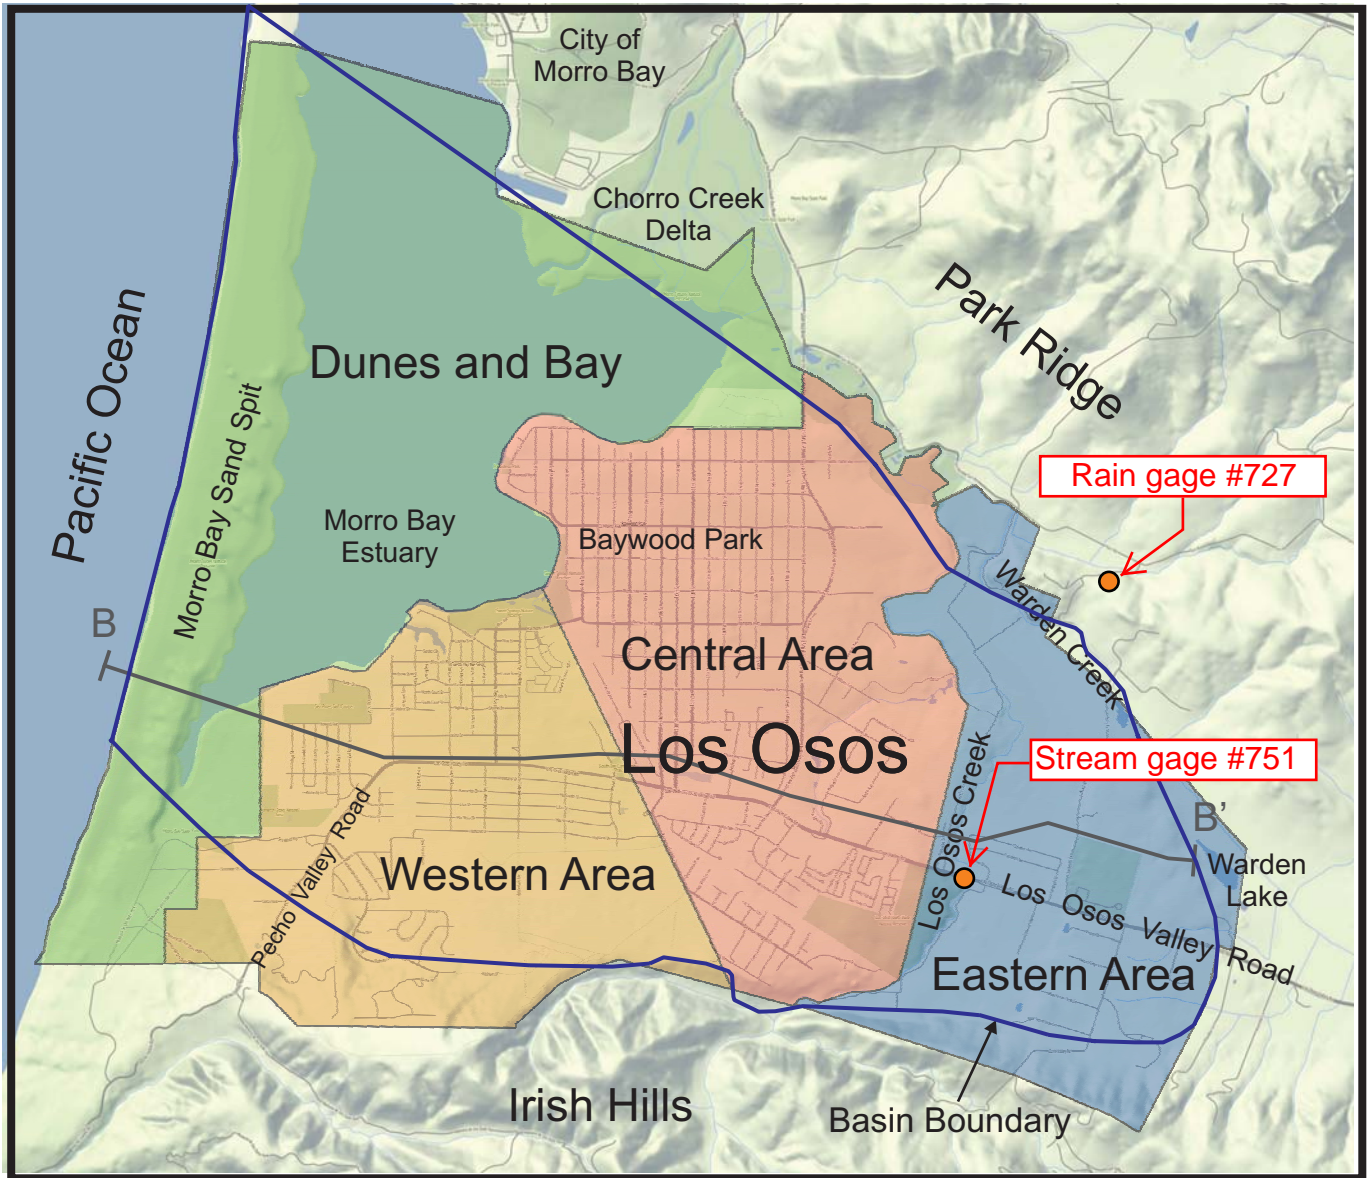 City of
Morro Bay
Chorro Creek
Delta
Park Ridge
Pacific Ocean
Dunes and Bay
Morro Bay Sand Spit
Rain gage #727
Morro Bay
Estuary
Baywood Park
Warden Creek
B
Central Area
Los Osos
Los Osos Creek
Stream gage #751
B’
Pecho Valley Road
Western Area
Warden
Lake
Los Osos Valley Road
Eastern Area
Irish Hills
Basin Boundary